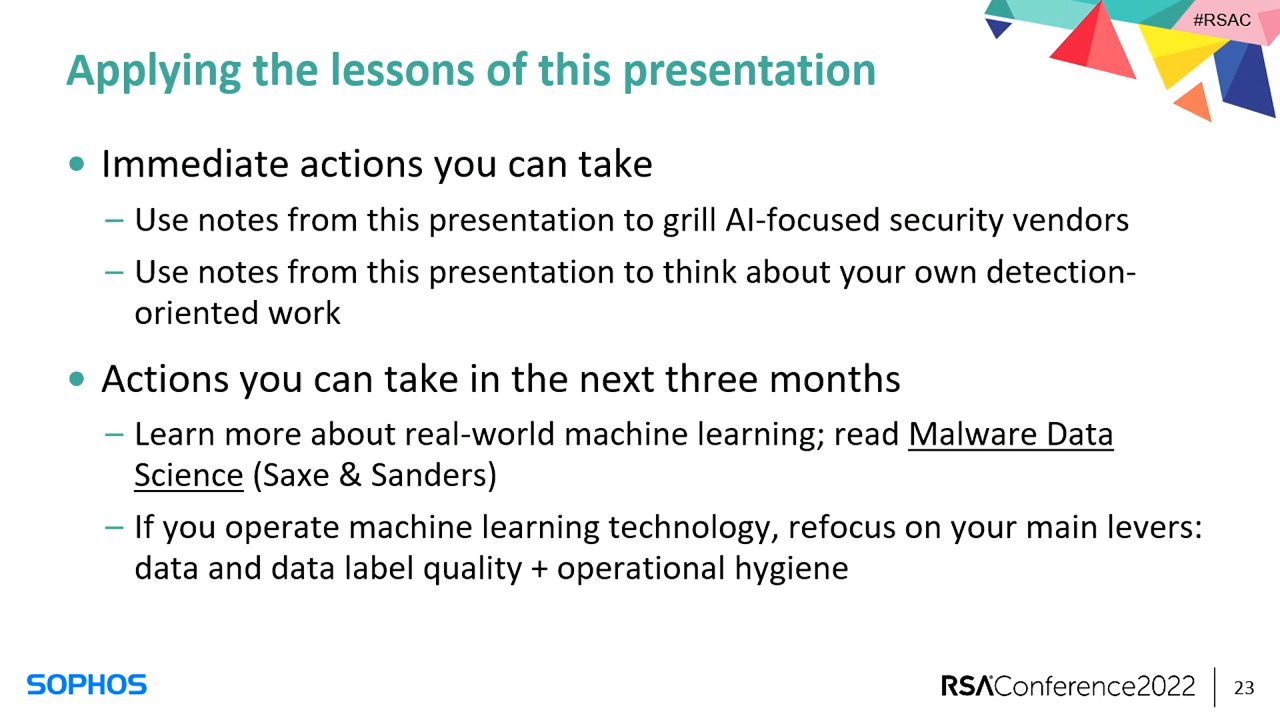 #RSAC
Applying the lessons of this presentation
• Immediate actions you can take
– Use notes from this presentation to grill AI-focused security vendors
– Use notes from this presentation to think about your own detection-
oriented work
• Actions you can take in the next three months
– Learn more about real-world machine learning; read Malware Data
Science (Saxe & Sanders)
– If you operate machine learning technology, refocus on your main levers:
data and data label quality + operational hygiene
SOPHOS
RSAConference2022
23